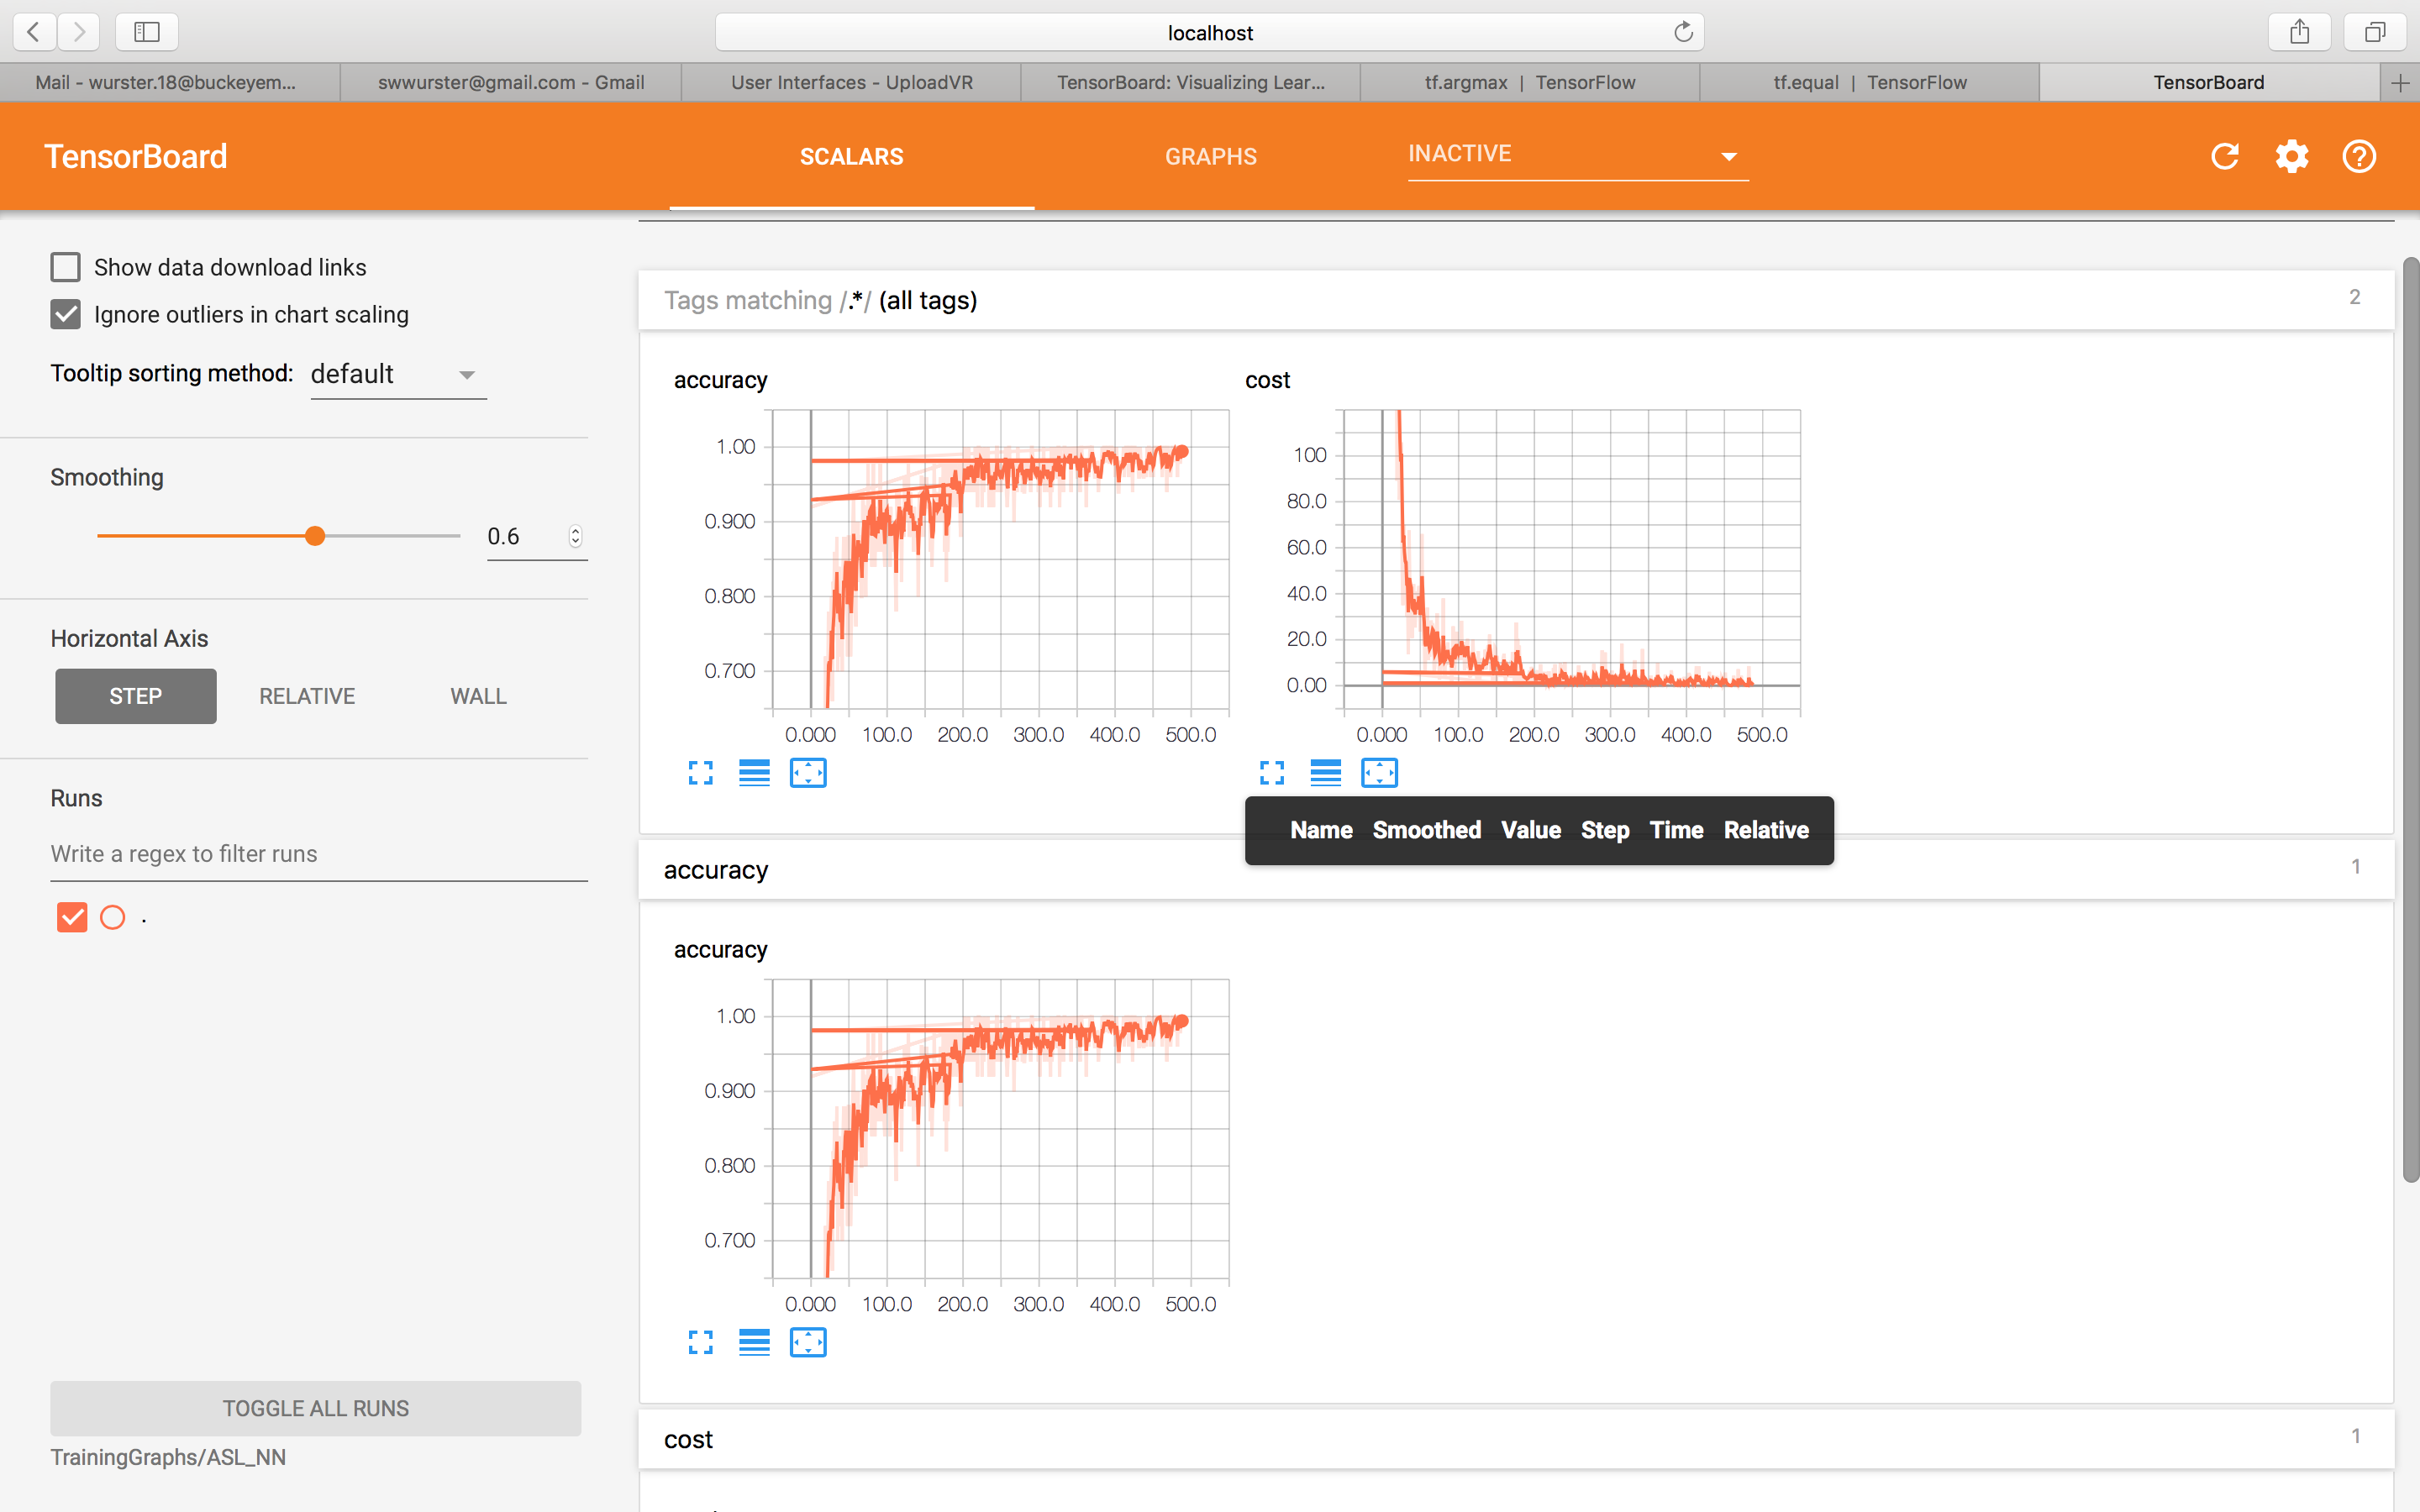 localhost
Mail - wurster.18@buckeyem...
swwurster@gmail.com - Gmail
User Interfaces - UploadVR
TensorBoard: Visualizing Lear...
tf.argmax | TensorFlow
tf.equal | TensorFlow
TensorBoard
TensorBoard
SCALARS
GRAPHS
INACTIVE
Show data download links
Ignore outliers in chart scaling
Tooltip sorting method: default
Smoothing
0.6
Horizontal Axis
STEP RELATIVE WALL
Runs
Write a regex to filter runs
.
TOGGLE ALL RUNS
TrainingGraphs/ASL_NN
Tags matching /.*/ (all tags)
2
accuracy
1.00
0.900
0.800
0.700
0.000 100.0 200.0 300.0 400.0 500.0
cost
100
80.0
60.0
40.0
20.0
0.00
0.000 100.0 200.0 300.0 400.0 500.0
Name Smoothed Value Step Time Relative
accuracy
1
accuracy
1.00
0.900
0.800
0.700
0.000 100.0 200.0 300.0 400.0 500.0
cost
1